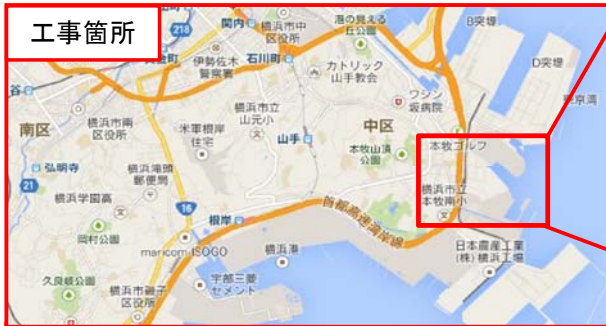 工事箇所
関内
横浜市中
区役所
港の見える
丘公園
B突堤
218
伊勢佐木
警察署
石川町
カトリック
山手教会
D突堤
ワシン
坂病院
東京湾
谷
南区
横浜市南
区役所
横浜市立
山元小
米軍根岸
住宅
山手
中区
本牧山頂
公園
本牧ゴルフ
弘明寺
横浜滝頭
郵便局
横浜市立
本牧南小
21
横浜学園高
16
根岸
首都高速湾岸線
岡村公園
maricom ISOGO
横浜港
日本農産工業
(株) 横浜工場
久良岐公園
宇部三菱
セメント
横浜市磯子
区役所